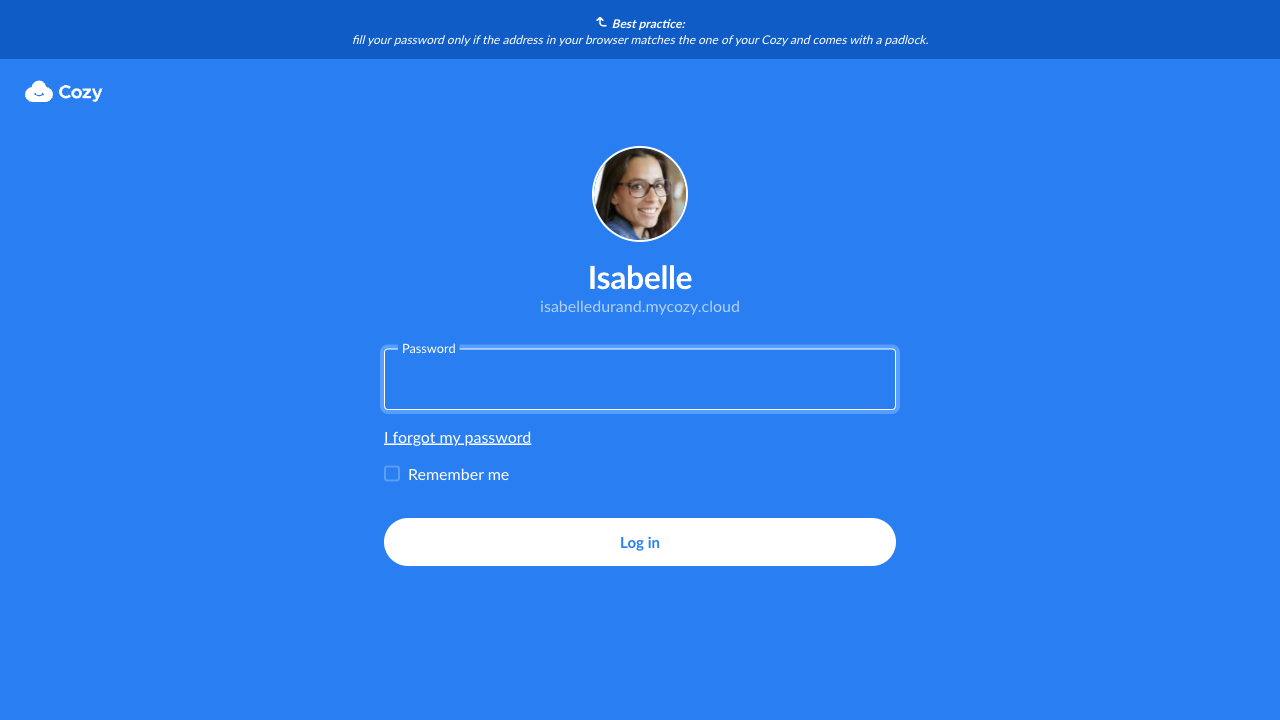 Best practice:
fill your password only if the address in your browser matches the one of your Cozy and comes with a padlock.
Cozy
Isabelle
isabelledurand.mycozy.cloud
Password
I forgot my password
Remember me
Log in